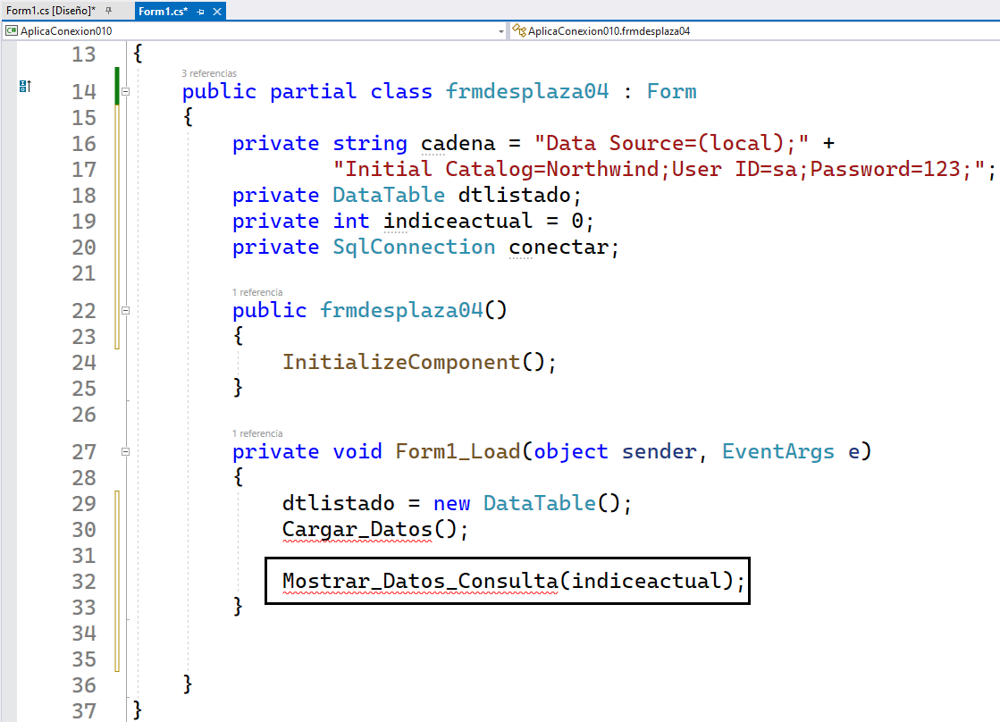 Form1.cs [Diseño]* Form1.cs*
AplicaConexion010 AplicaConexion010.frmdesplaza04
13 {
3 referencias
14 public partial class frmdesplaza04 : Form
15 {
16 private string cadena = "Data Source=(local);" +
17 "Initial Catalog=Northwind;User ID=sa;Password=123;";
18 private DataTable dtlistado;
19 private int indiceactual = 0;
20 private SqlConnection conectar;
21
1 referencia
22 public frmdesplaza04()
23 {
24 InitializeComponent();
25 }
26
1 referencia
27 private void Form1_Load(object sender, EventArgs e)
28 {
29 dtlistado = new DataTable();
30 Cargar_Datos();
31
32 Mostrar_Datos_Consulta(indiceactual);
33 }
34
35
36 }
37 }